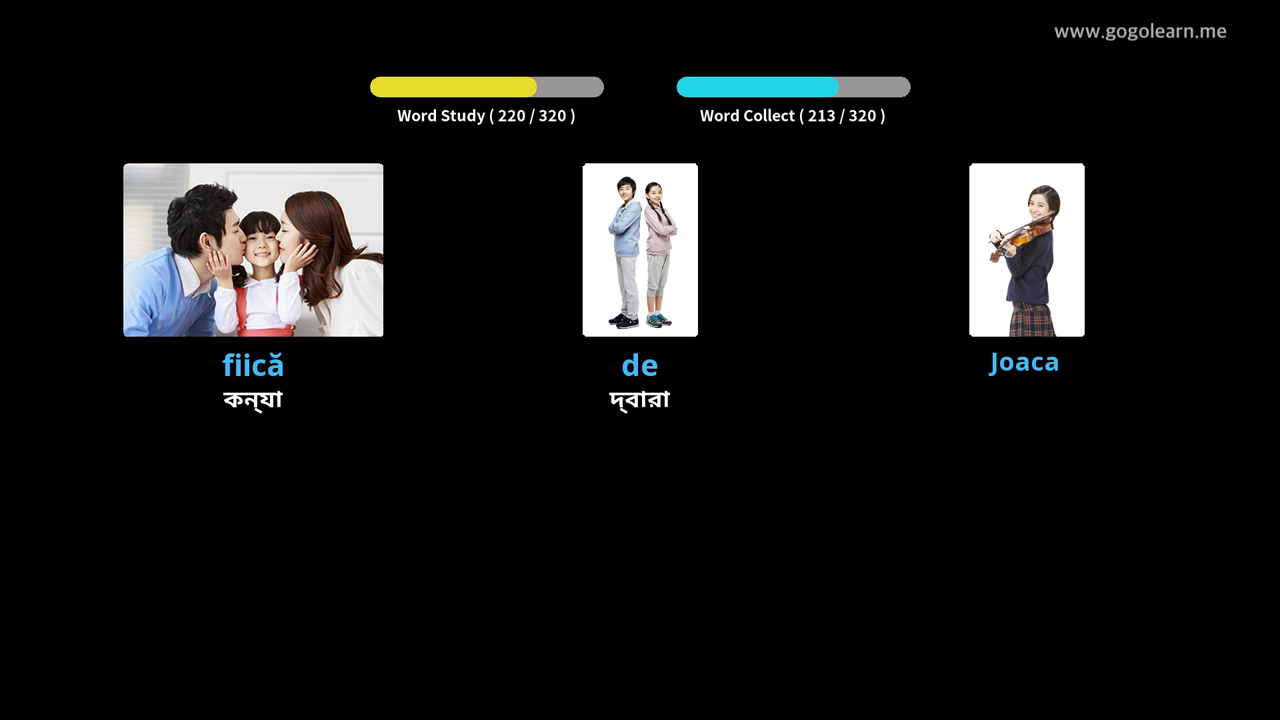 www.gogolearn.me
Word Study ( 220 / 320 )
Word Collect ( 213 / 320 )
fiică
de
Joaca
কন্যা
দ্বারা